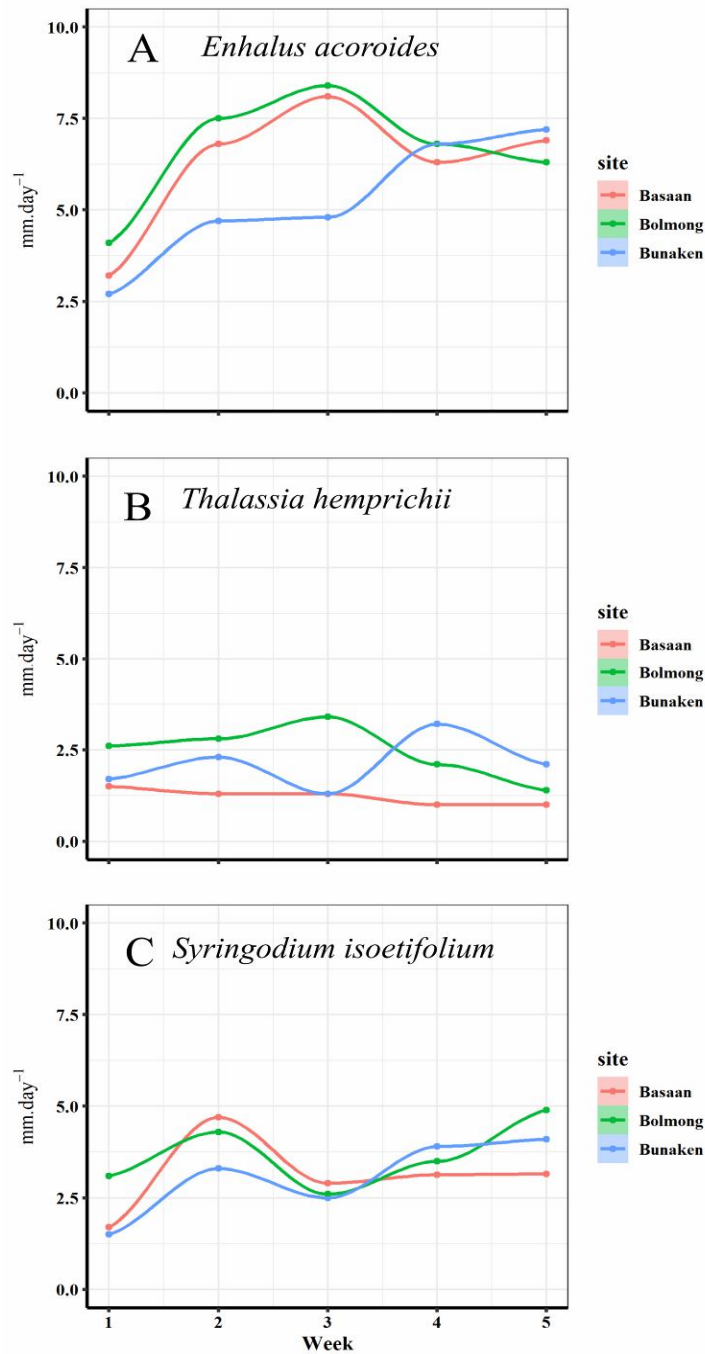 A Enhalus acoroides
10.0
7.5
5.0
2.5
0.0
mm.day⁻¹
site
Basaan
Bolmong
Bunaken
B Thalassia hemprichii
10.0
7.5
5.0
2.5
0.0
mm.day⁻¹
site
Basaan
Bolmong
Bunaken
C Syringodium isoetifolium
10.0
7.5
5.0
2.5
0.0
mm.day⁻¹
site
Basaan
Bolmong
Bunaken
1 2 3 4 5
Week